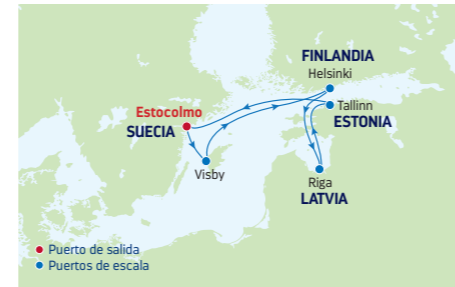 FINLANDIA
Helsinki
Estocolmo
SUECIA
Tallinn
ESTONIA
Visby
Riga
LATVIA
Puerto de salida
Puertos de escala